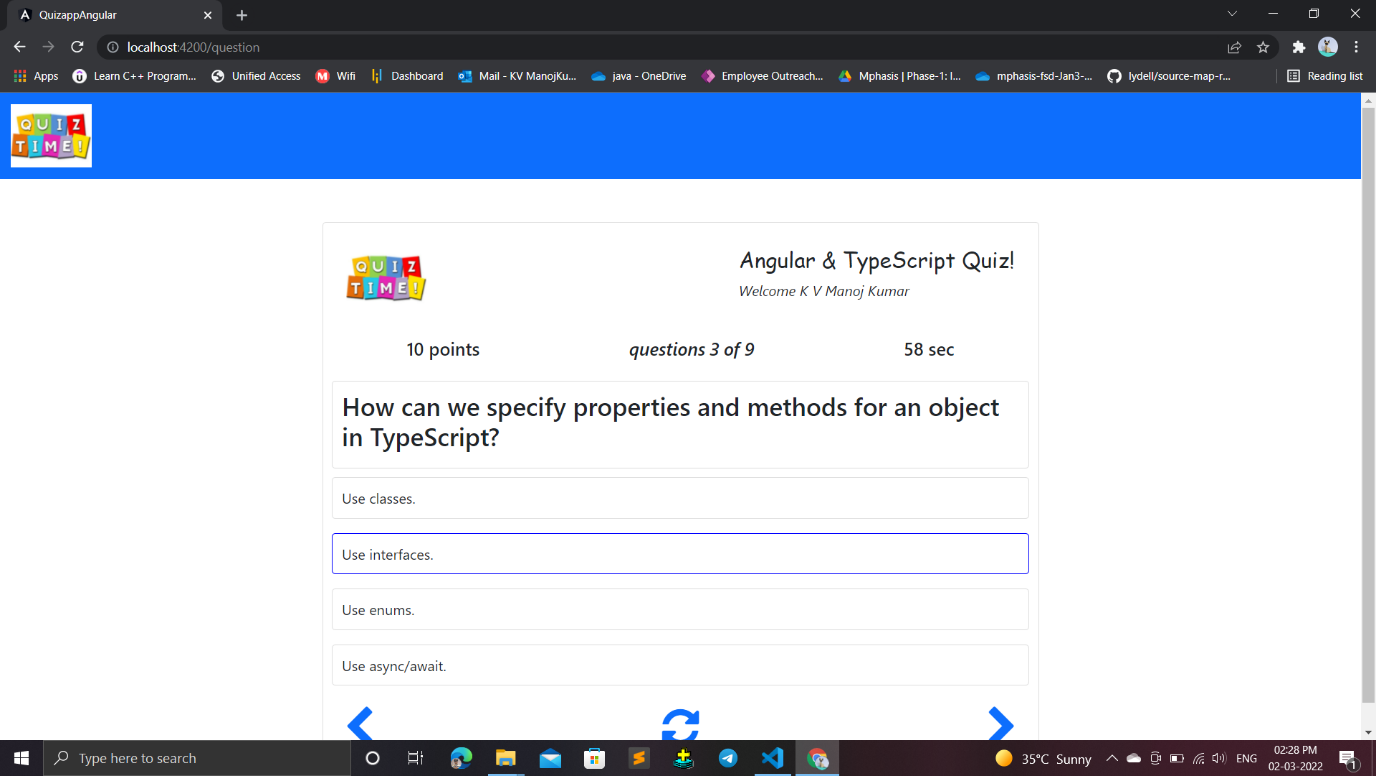 QuizappAngular
localhost:4200/question
Apps Learn C++ Program... Unified Access Wifi Dashboard Mail - KV ManojKu... java - OneDrive Employee Outreach... Mphasis | Phase-1: I... mphasis-fsd-Jan3-... lydell/source-map-r... Reading list
QUIZ
TIME!
QUIZ
TIME!
Angular & TypeScript Quiz!
Welcome K V Manoj Kumar
10 points questions 3 of 9 58 sec
How can we specify properties and methods for an object
in TypeScript?
Use classes.
Use interfaces.
Use enums.
Use async/await.
Type here to search 35°C Sunny ENG 02:28 PM
02-03-2022 1